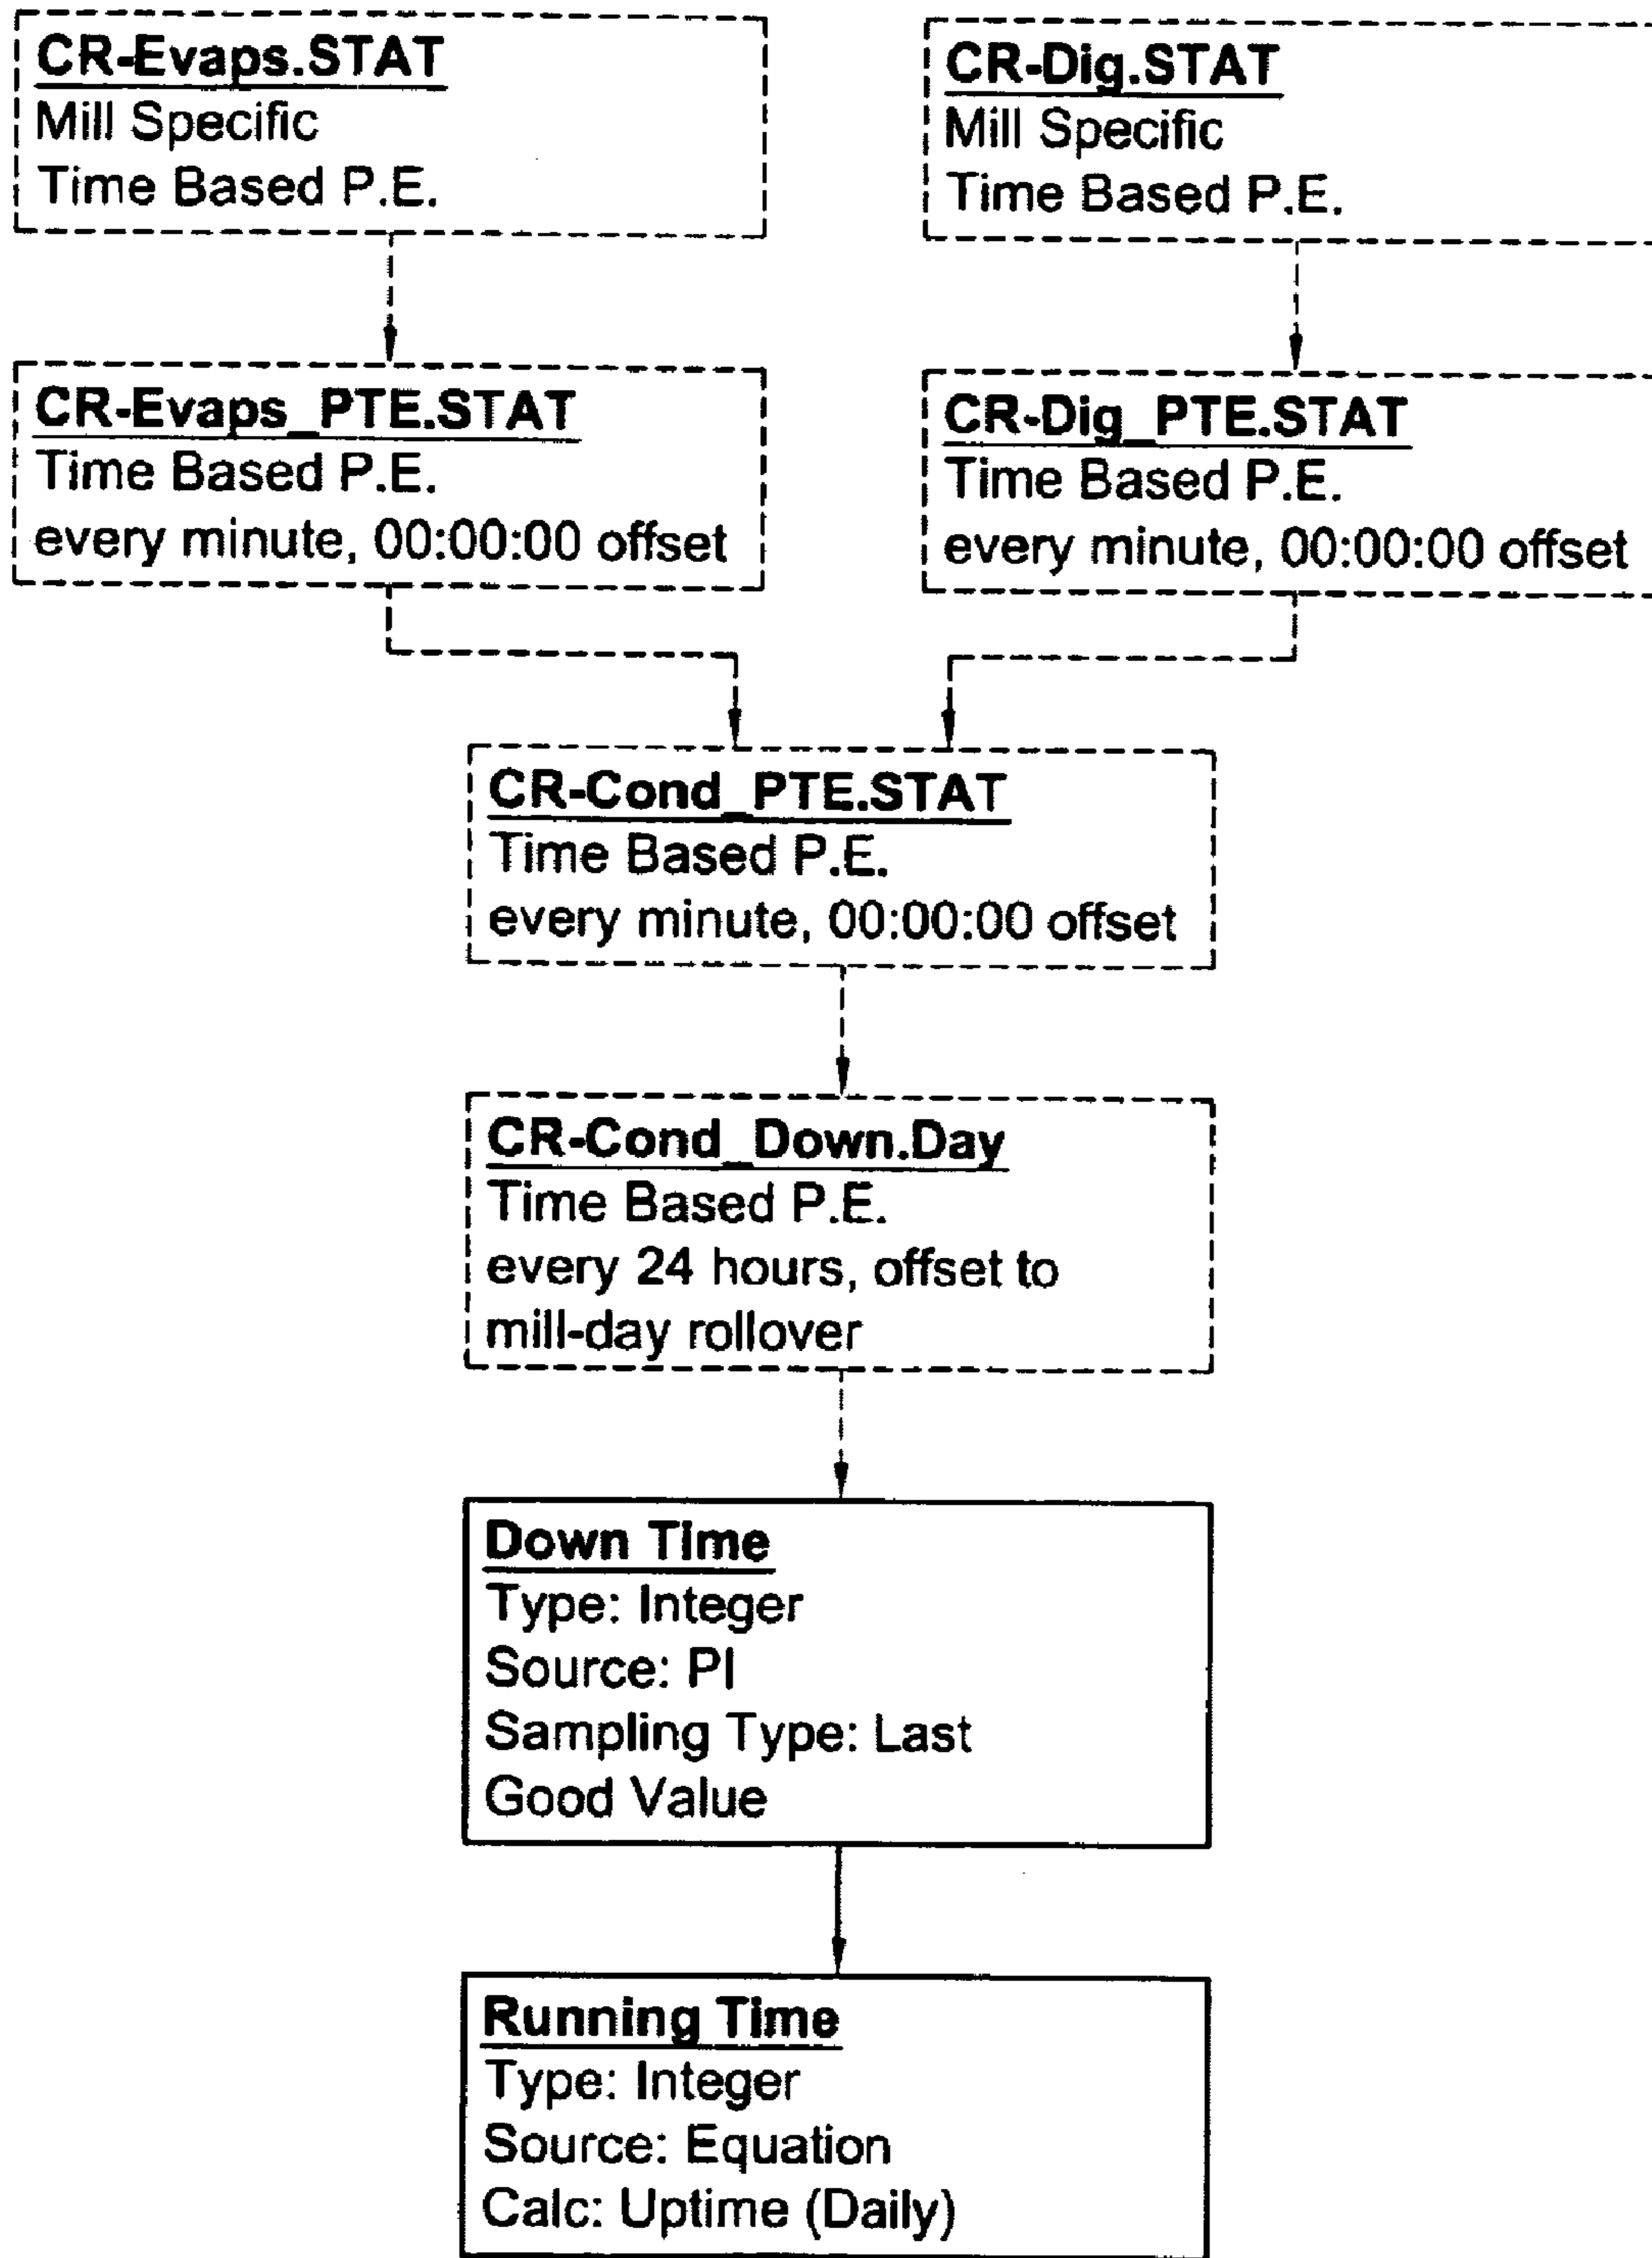 CR-Evaps.STAT
Mill Specific
Time Based P.E.
CR-Dig.STAT
Mill Specific
Time Based P.E.
CR-Evaps_PTE.STAT
Time Based P.E.
every minute, 00:00:00 offset
CR-Dig_PTE.STAT
Time Based P.E.
every minute, 00:00:00 offset
CR-Cond_PTE.STAT
Time Based P.E.
every minute, 00:00:00 offset
CR-Cond_Down.Day
Time Based P.E.
every 24 hours, offset to
mill-day rollover
Down Time
Type: Integer
Source: PI
Sampling Type: Last
Good Value
Running Time
Type: Integer
Source: Equation
Calc: Uptime (Daily)